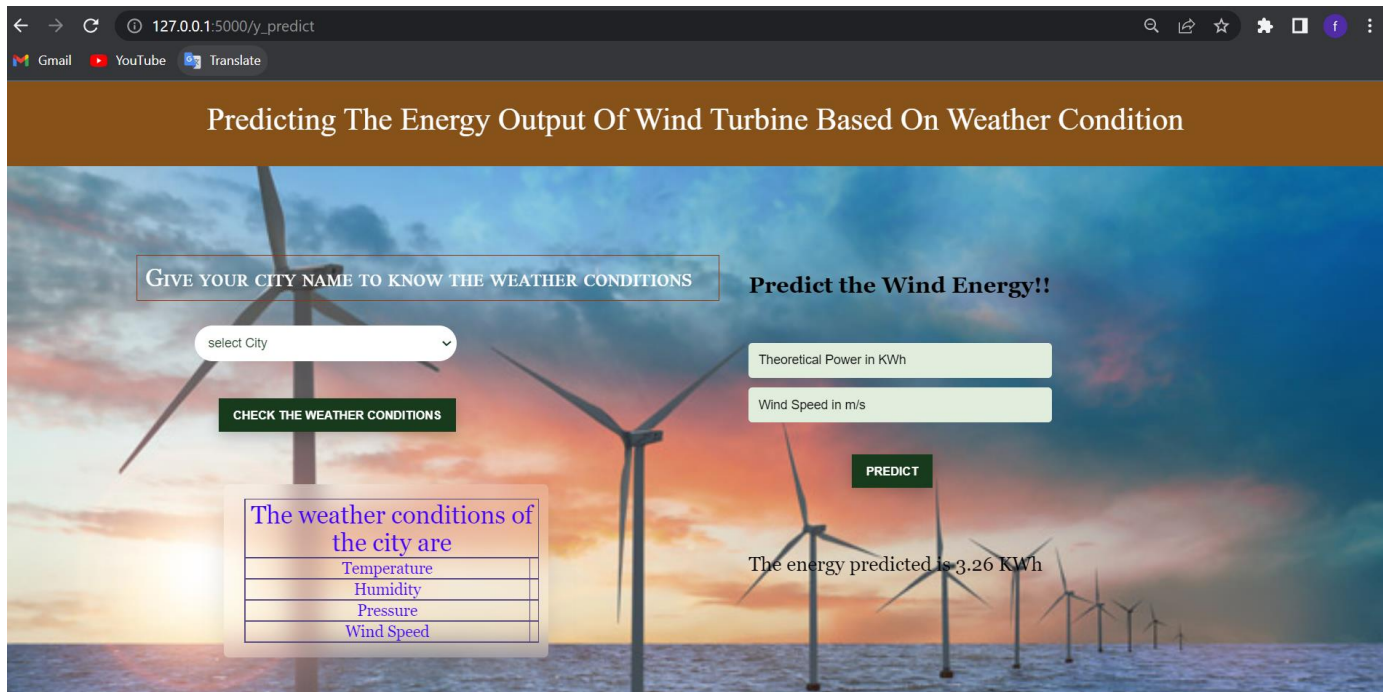 127.0.0.1:5000/y_predict
f
Gmail YouTube Translate
Predicting The Energy Output Of Wind Turbine Based On Weather Condition
Give your city name to know the weather conditions
select City
CHECK THE WEATHER CONDITIONS
The weather conditions of
the city are
Temperature
Humidity
Pressure
Wind Speed
Predict the Wind Energy!!
Theoretical Power in KWh
Wind Speed in m/s
PREDICT
The energy predicted is 3.26 KWh